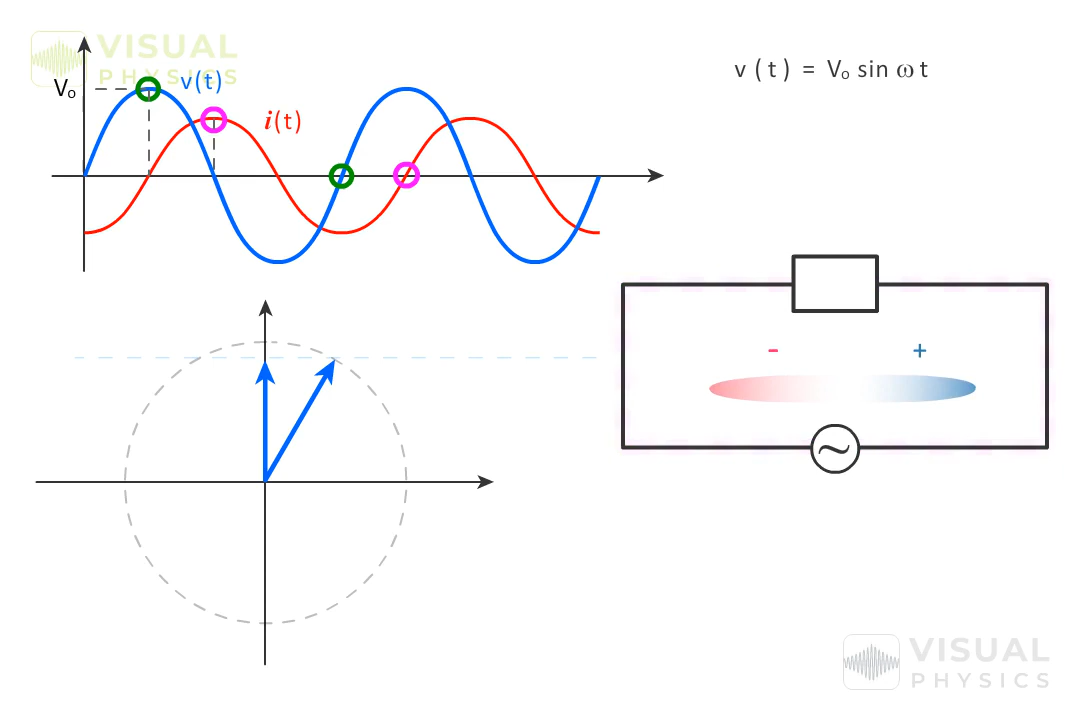 VISUAL
PHYSICS
v(t)
V₀
i(t)
v ( t ) = V₀ sin ω t
- +
~
VISUAL
PHYSICS